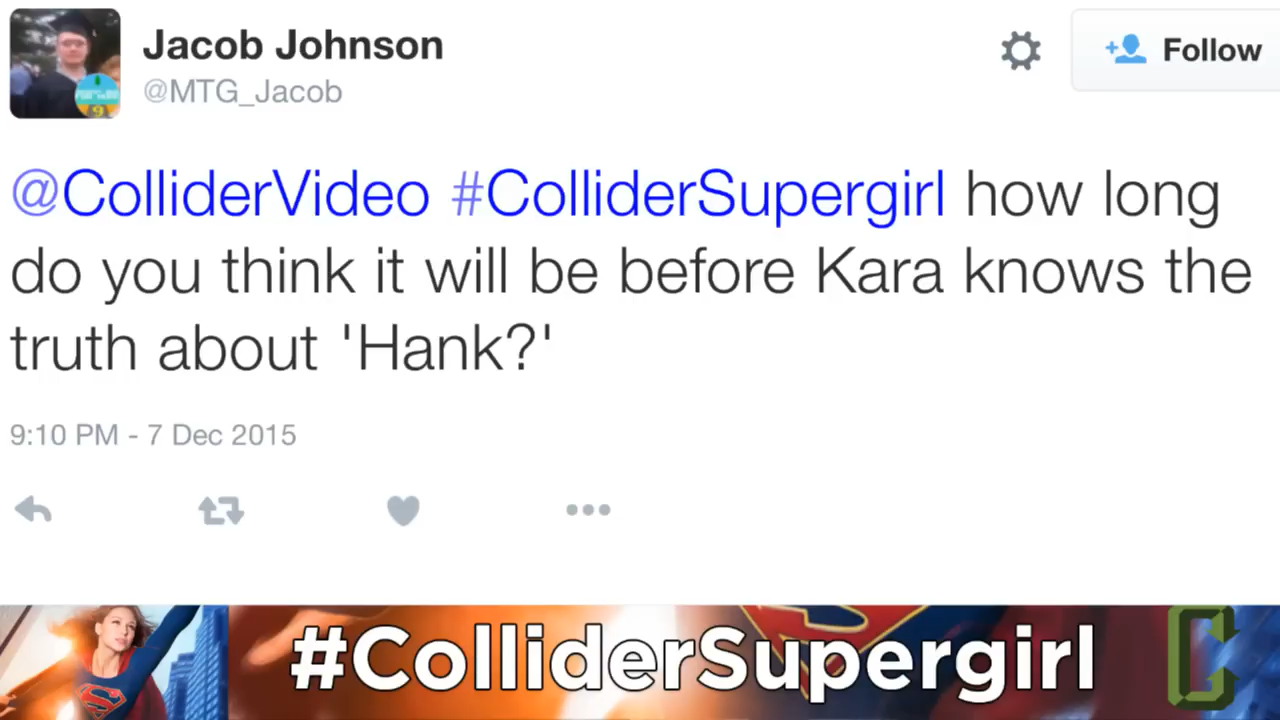 Jacob Johnson
Follow
@MTG_Jacob
@ColliderVideo #ColliderSupergirl how long
do you think it will be before Kara knows the
truth about 'Hank?'
9:10 PM - 7 Dec 2015
#ColliderSupergirl